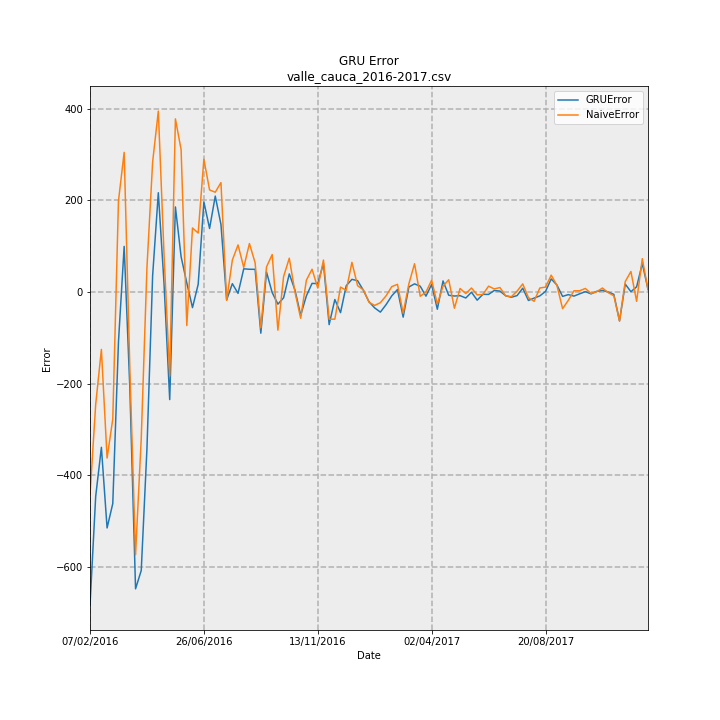 GRU Error
valle_cauca_2016-2017.csv
GRUError
NaiveError
400
200
0
−200
−400
−600
Error
07/02/2016
26/06/2016
13/11/2016
02/04/2017
20/08/2017
Date